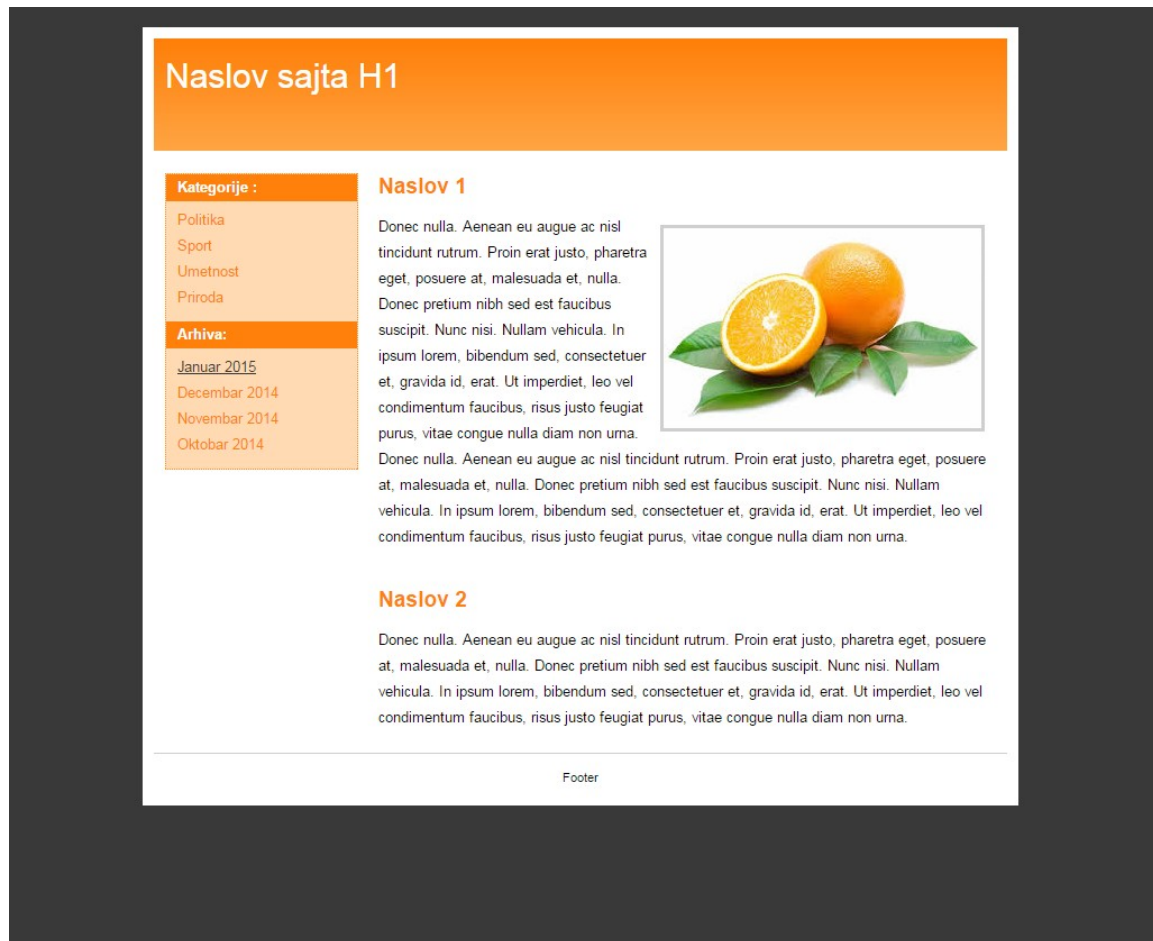 Naslov sajta H1
Kategorije :
Politika
Sport
Umetnost
Priroda
Arhiva:
Januar 2015
Decembar 2014
Novembar 2014
Oktobar 2014
Naslov 1
Donec nulla. Aenean eu augue ac nisl
tincidunt rutrum. Proin erat justo, pharetra
eget, posuere at, malesuada et, nulla.
Donec pretium nibh sed est faucibus
suscipit. Nunc nisi. Nullam vehicula. In
ipsum lorem, bibendum sed, consectetuer
et, gravida id, erat. Ut imperdiet, leo vel
condimentum faucibus, risus justo feugiat
purus, vitae congue nulla diam non urna.
Donec nulla. Aenean eu augue ac nisl tincidunt rutrum. Proin erat justo, pharetra eget, posuere
at, malesuada et, nulla. Donec pretium nibh sed est faucibus suscipit. Nunc nisi. Nullam
vehicula. In ipsum lorem, bibendum sed, consectetuer et, gravida id, erat. Ut imperdiet, leo vel
condimentum faucibus, risus justo feugiat purus, vitae congue nulla diam non urna.
Naslov 2
Donec nulla. Aenean eu augue ac nisl tincidunt rutrum. Proin erat justo, pharetra eget, posuere
at, malesuada et, nulla. Donec pretium nibh sed est faucibus suscipit. Nunc nisi. Nullam
vehicula. In ipsum lorem, bibendum sed, consectetuer et, gravida id, erat. Ut imperdiet, leo vel
condimentum faucibus, risus justo feugiat purus, vitae congue nulla diam non urna.
Footer